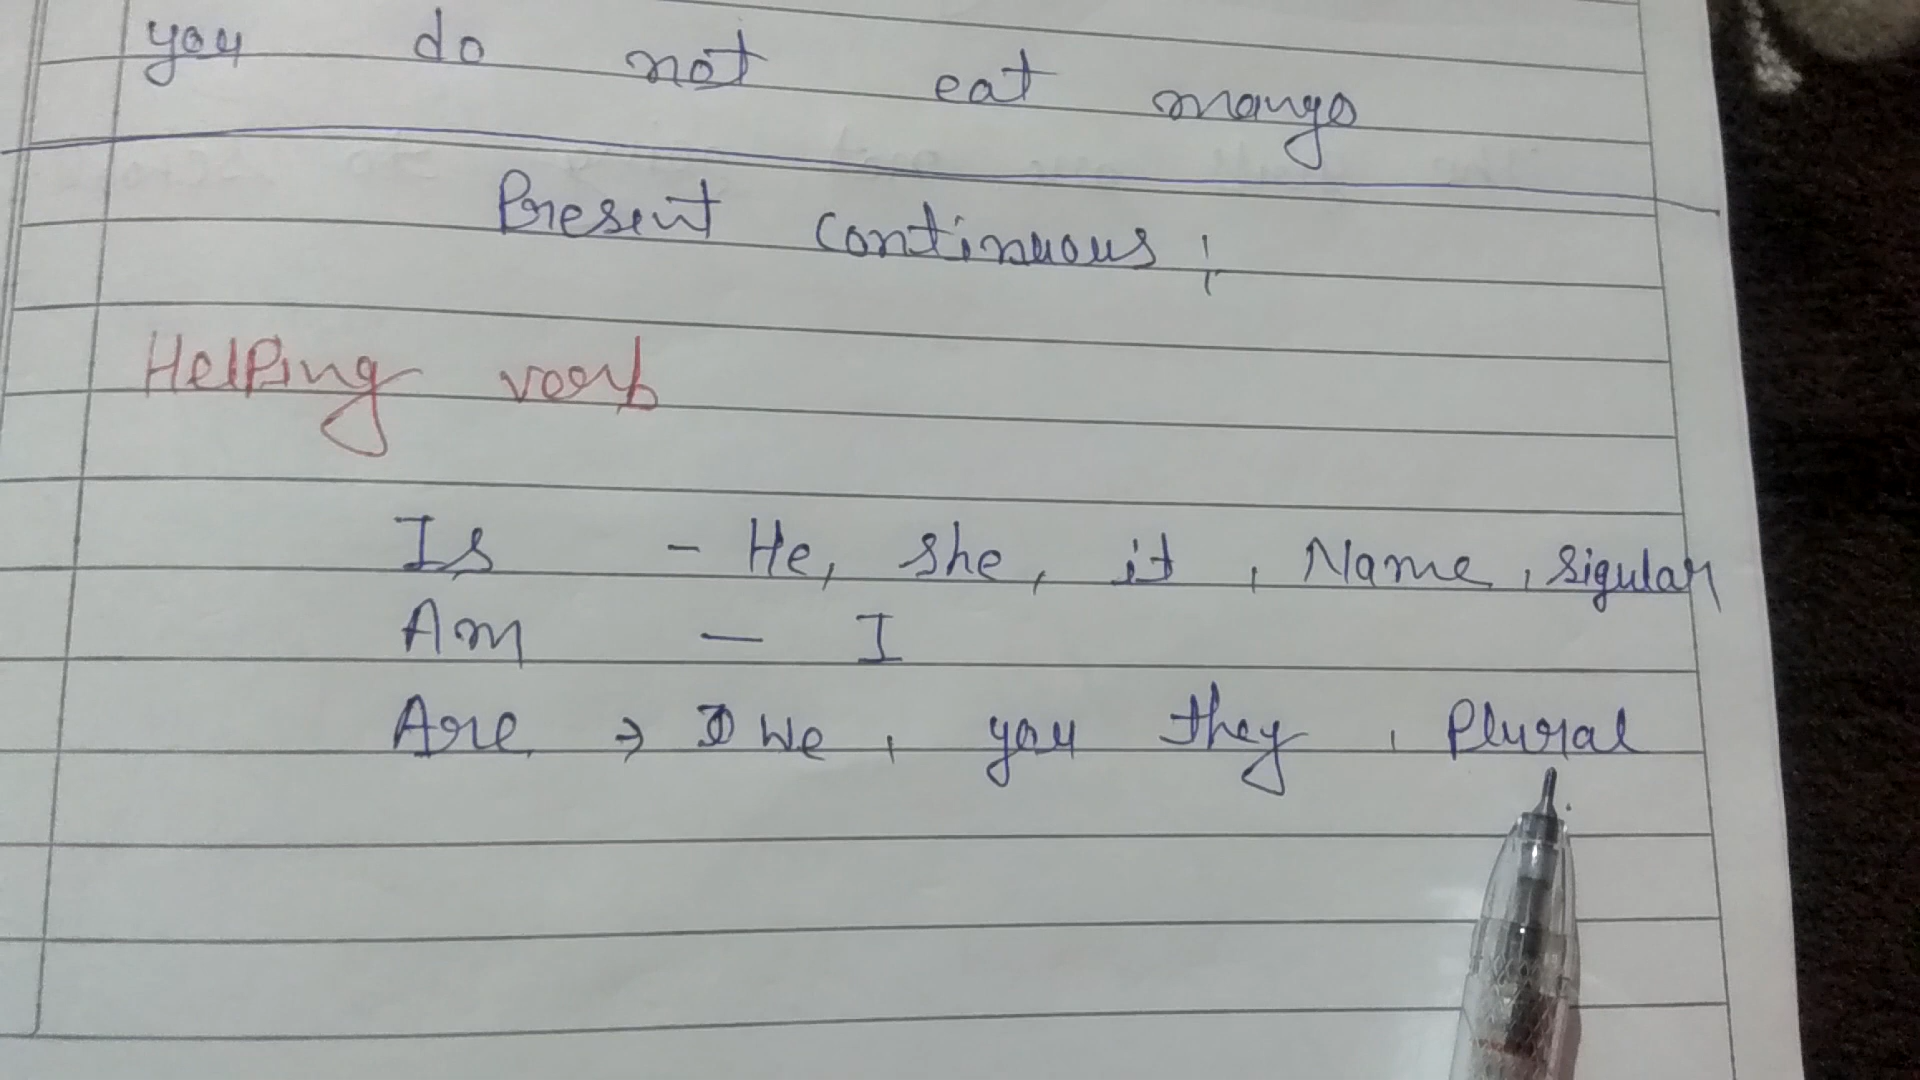 you do not eat mango
Present continuous :
Helping verb
Is - He, she, it, Name, sigular
Am - I
Are → We, you they, Plural